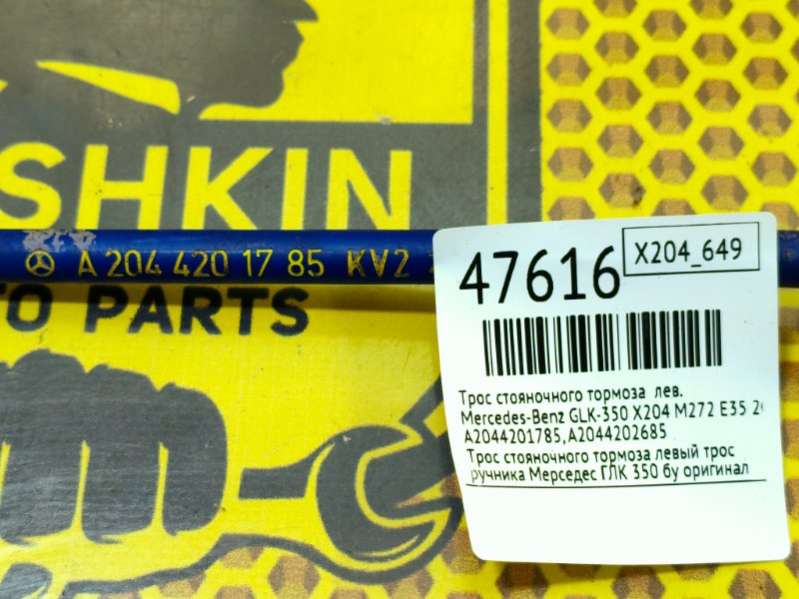 SHKIN
A 204 420 17 85 KV2
O PARTS
47616
X204_649
Трос стояночного тормоза лев.
Mercedes-Benz GLK-350 X204 M272 E35
A2044201785,A2044202685
Трос стояночного тормоза левый трос
ручника Мерседес ГЛК 350 бу оригинал